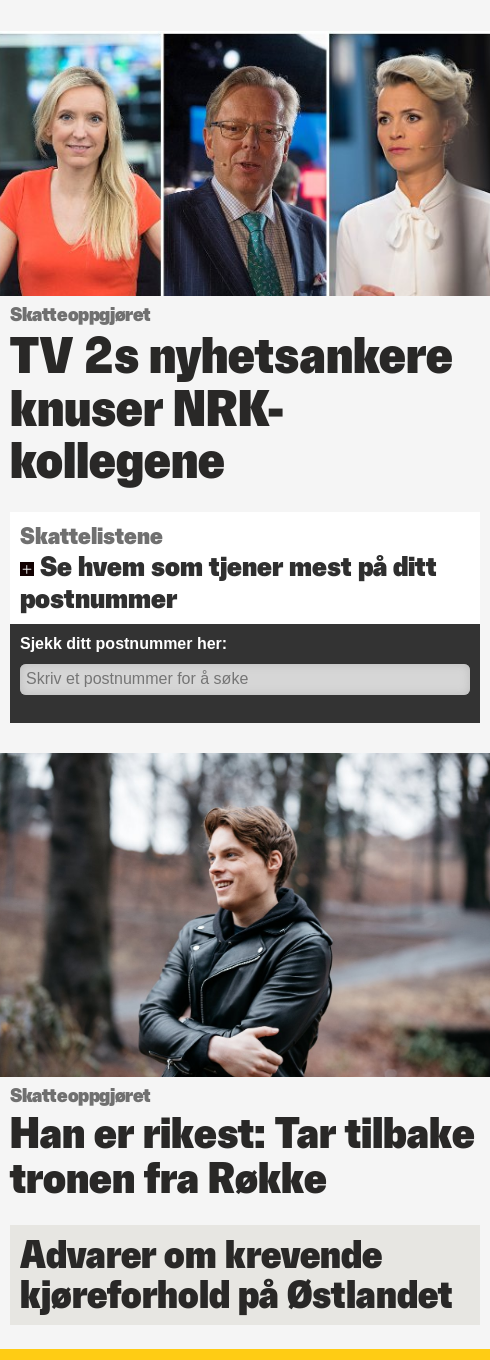 Skatteoppgjøret
TV 2s nyhetsankere
knuser NRK-
kollegene
Skattelistene
+ Se hvem som tjener mest på ditt
postnummer
Sjekk ditt postnummer her:
Skriv et postnummer for å søke
Skatteoppgjøret
Han er rikest: Tar tilbake
tronen fra Røkke
Advarer om krevende
kjøreforhold på Østlandet